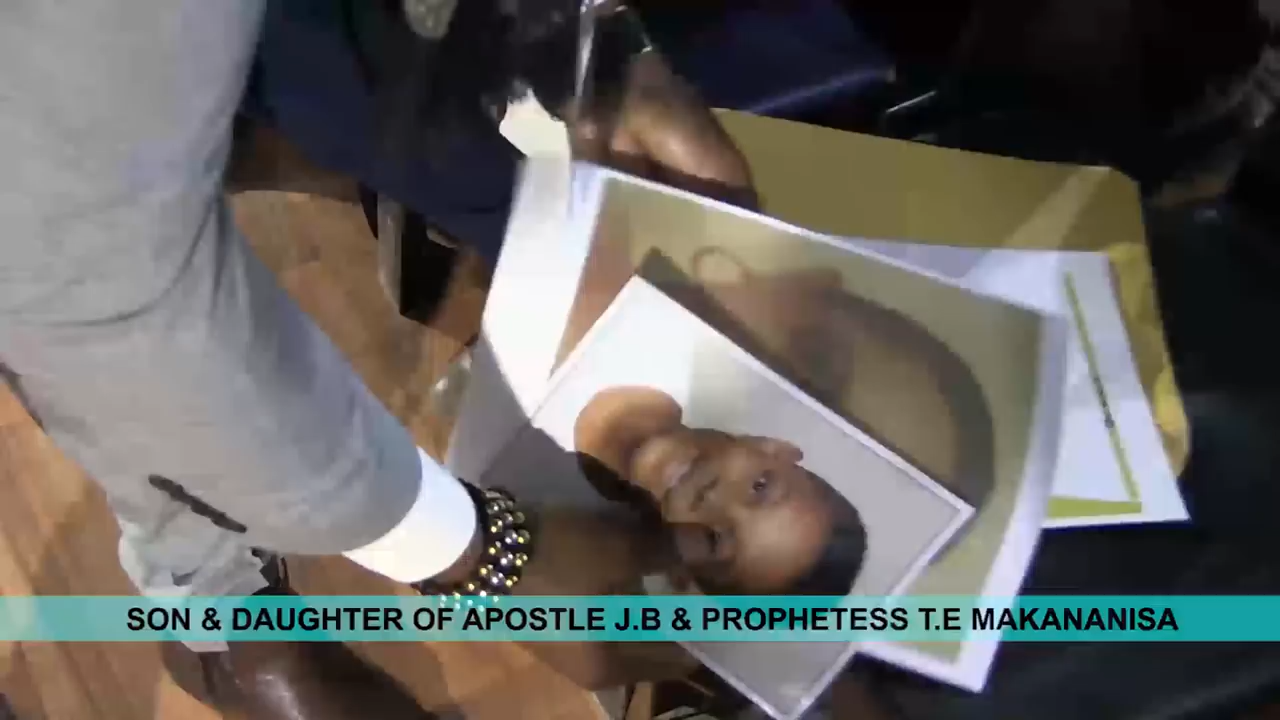 SON & DAUGHTER OF APOSTLE J.B & PROPHETESS T.E MAKANANISA